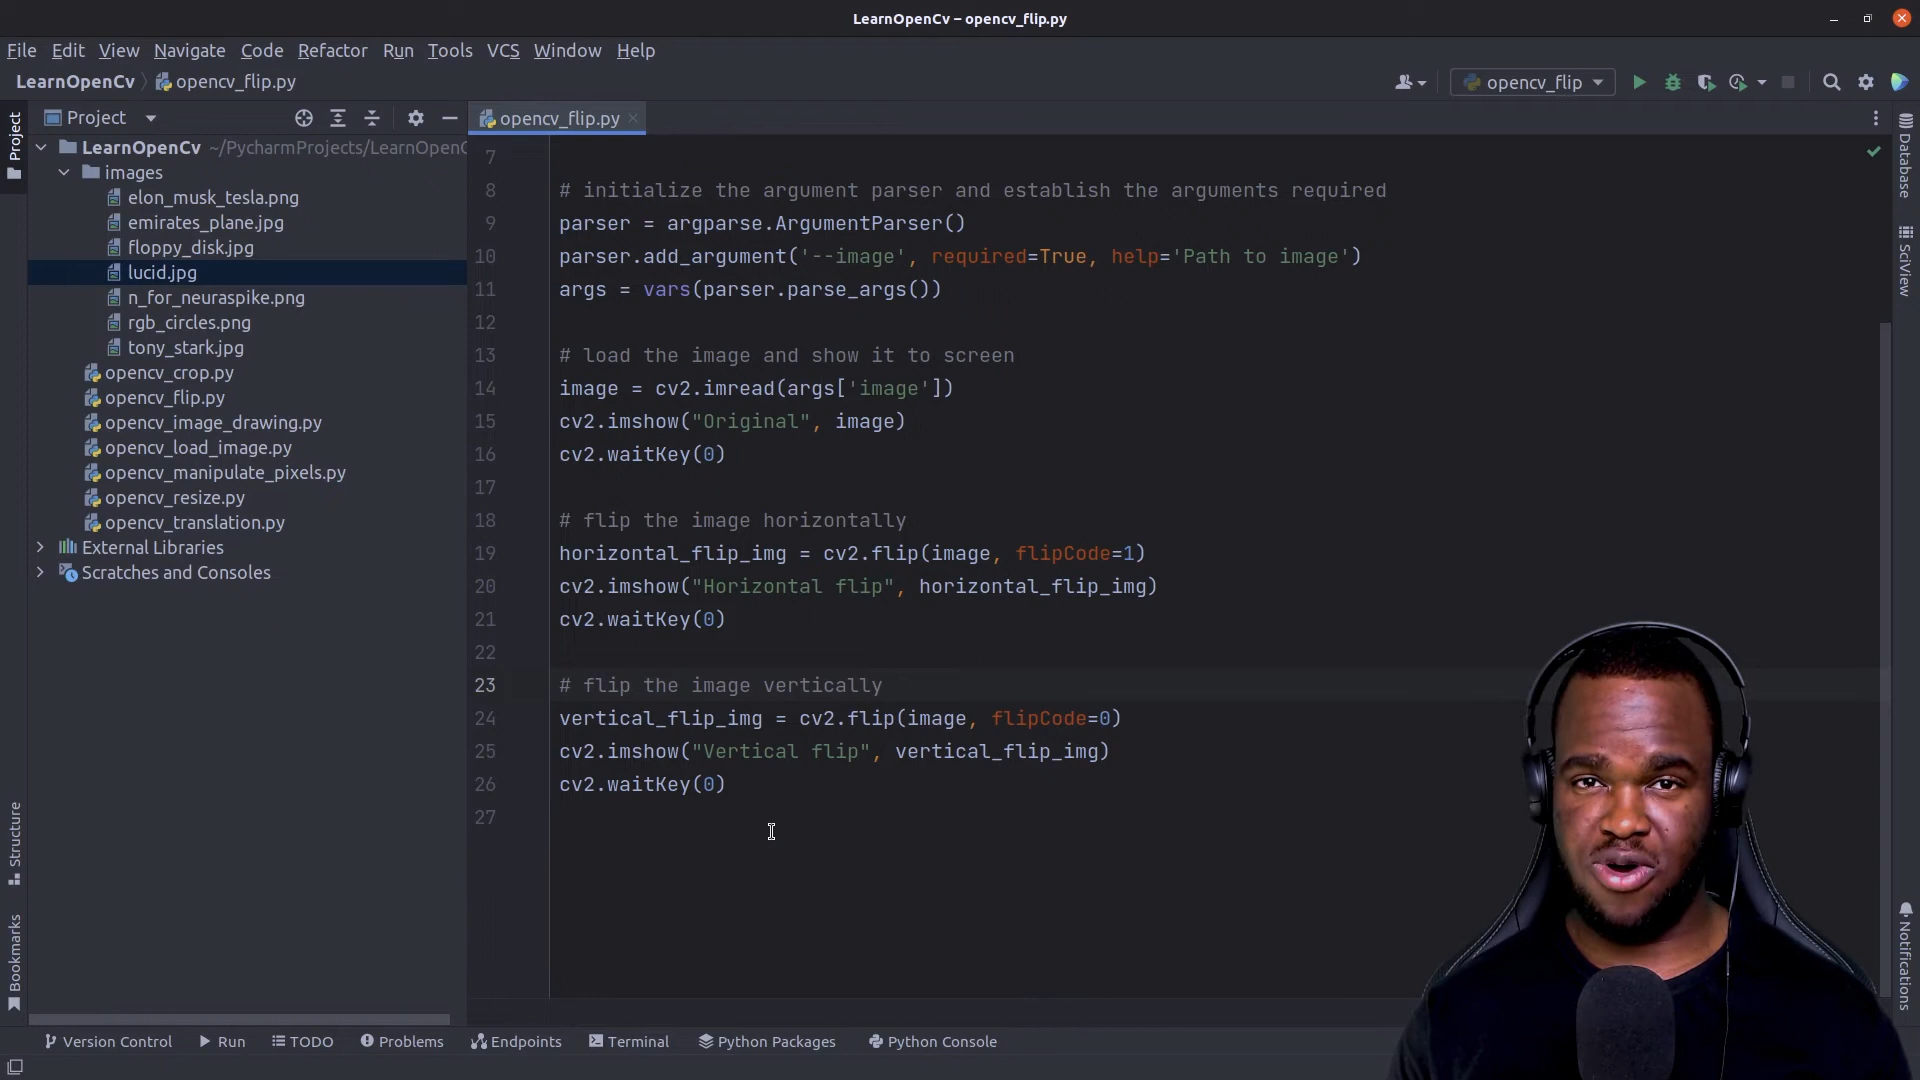 LearnOpenCv – opencv_flip.py
File Edit View Navigate Code Refactor Run Tools VCS Window Help
LearnOpenCv opencv_flip.py
opencv_flip
Project
Project
opencv_flip.py
LearnOpenCv ~/PycharmProjects/LearnOpenC
images
elon_musk_tesla.png
emirates_plane.jpg
floppy_disk.jpg
lucid.jpg
n_for_neuraspike.png
rgb_circles.png
tony_stark.jpg
opencv_crop.py
opencv_flip.py
opencv_image_drawing.py
opencv_load_image.py
opencv_manipulate_pixels.py
opencv_resize.py
opencv_translation.py
External Libraries
Scratches and Consoles
Structure
Bookmarks
7
8 # initialize the argument parser and establish the arguments required
9 parser = argparse.ArgumentParser()
10 parser.add_argument('--image', required=True, help='Path to image')
11 args = vars(parser.parse_args())
12
13 # load the image and show it to screen
14 image = cv2.imread(args['image'])
15 cv2.imshow("Original", image)
16 cv2.waitKey(0)
17
18 # flip the image horizontally
19 horizontal_flip_img = cv2.flip(image, flipCode=1)
20 cv2.imshow("Horizontal flip", horizontal_flip_img)
21 cv2.waitKey(0)
22
23 # flip the image vertically
24 vertical_flip_img = cv2.flip(image, flipCode=0)
25 cv2.imshow("Vertical flip", vertical_flip_img)
26 cv2.waitKey(0)
27
Database
SciView
Notifications
Version Control Run TODO Problems Endpoints Terminal Python Packages Python Console